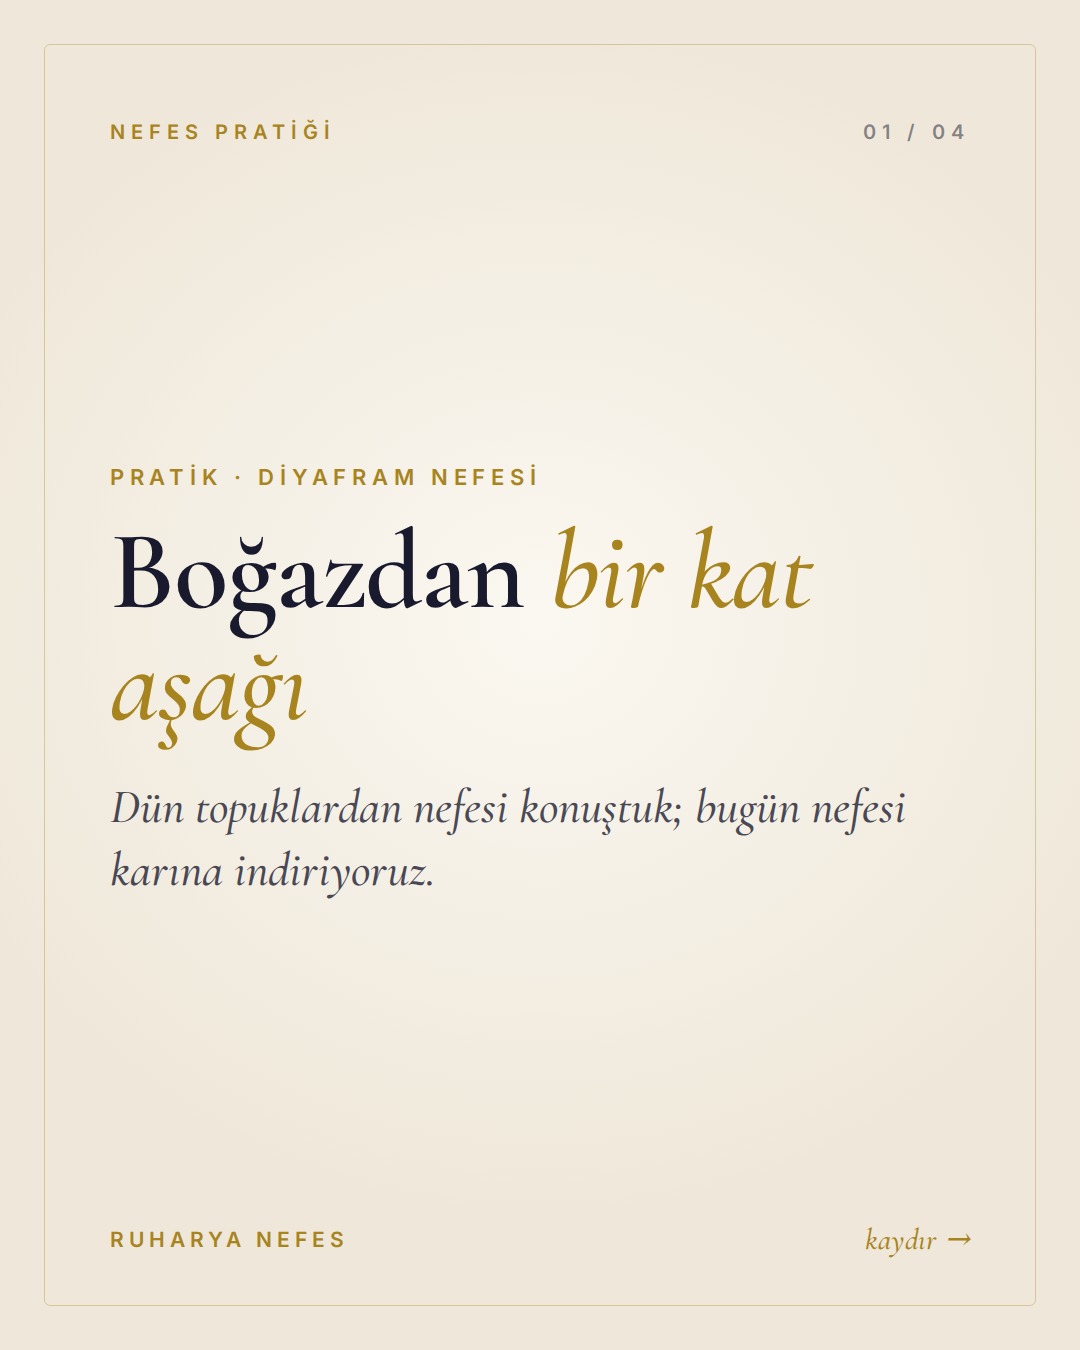 NEFES PRATİĞİ
01 / 04
PRATİK · DİYAFRAM NEFESİ
Boğazdan bir kat
aşağı
Dün topuklardan nefesi konuştuk; bugün nefesi
karına indiriyoruz.
RUHARYA NEFES
kaydır →